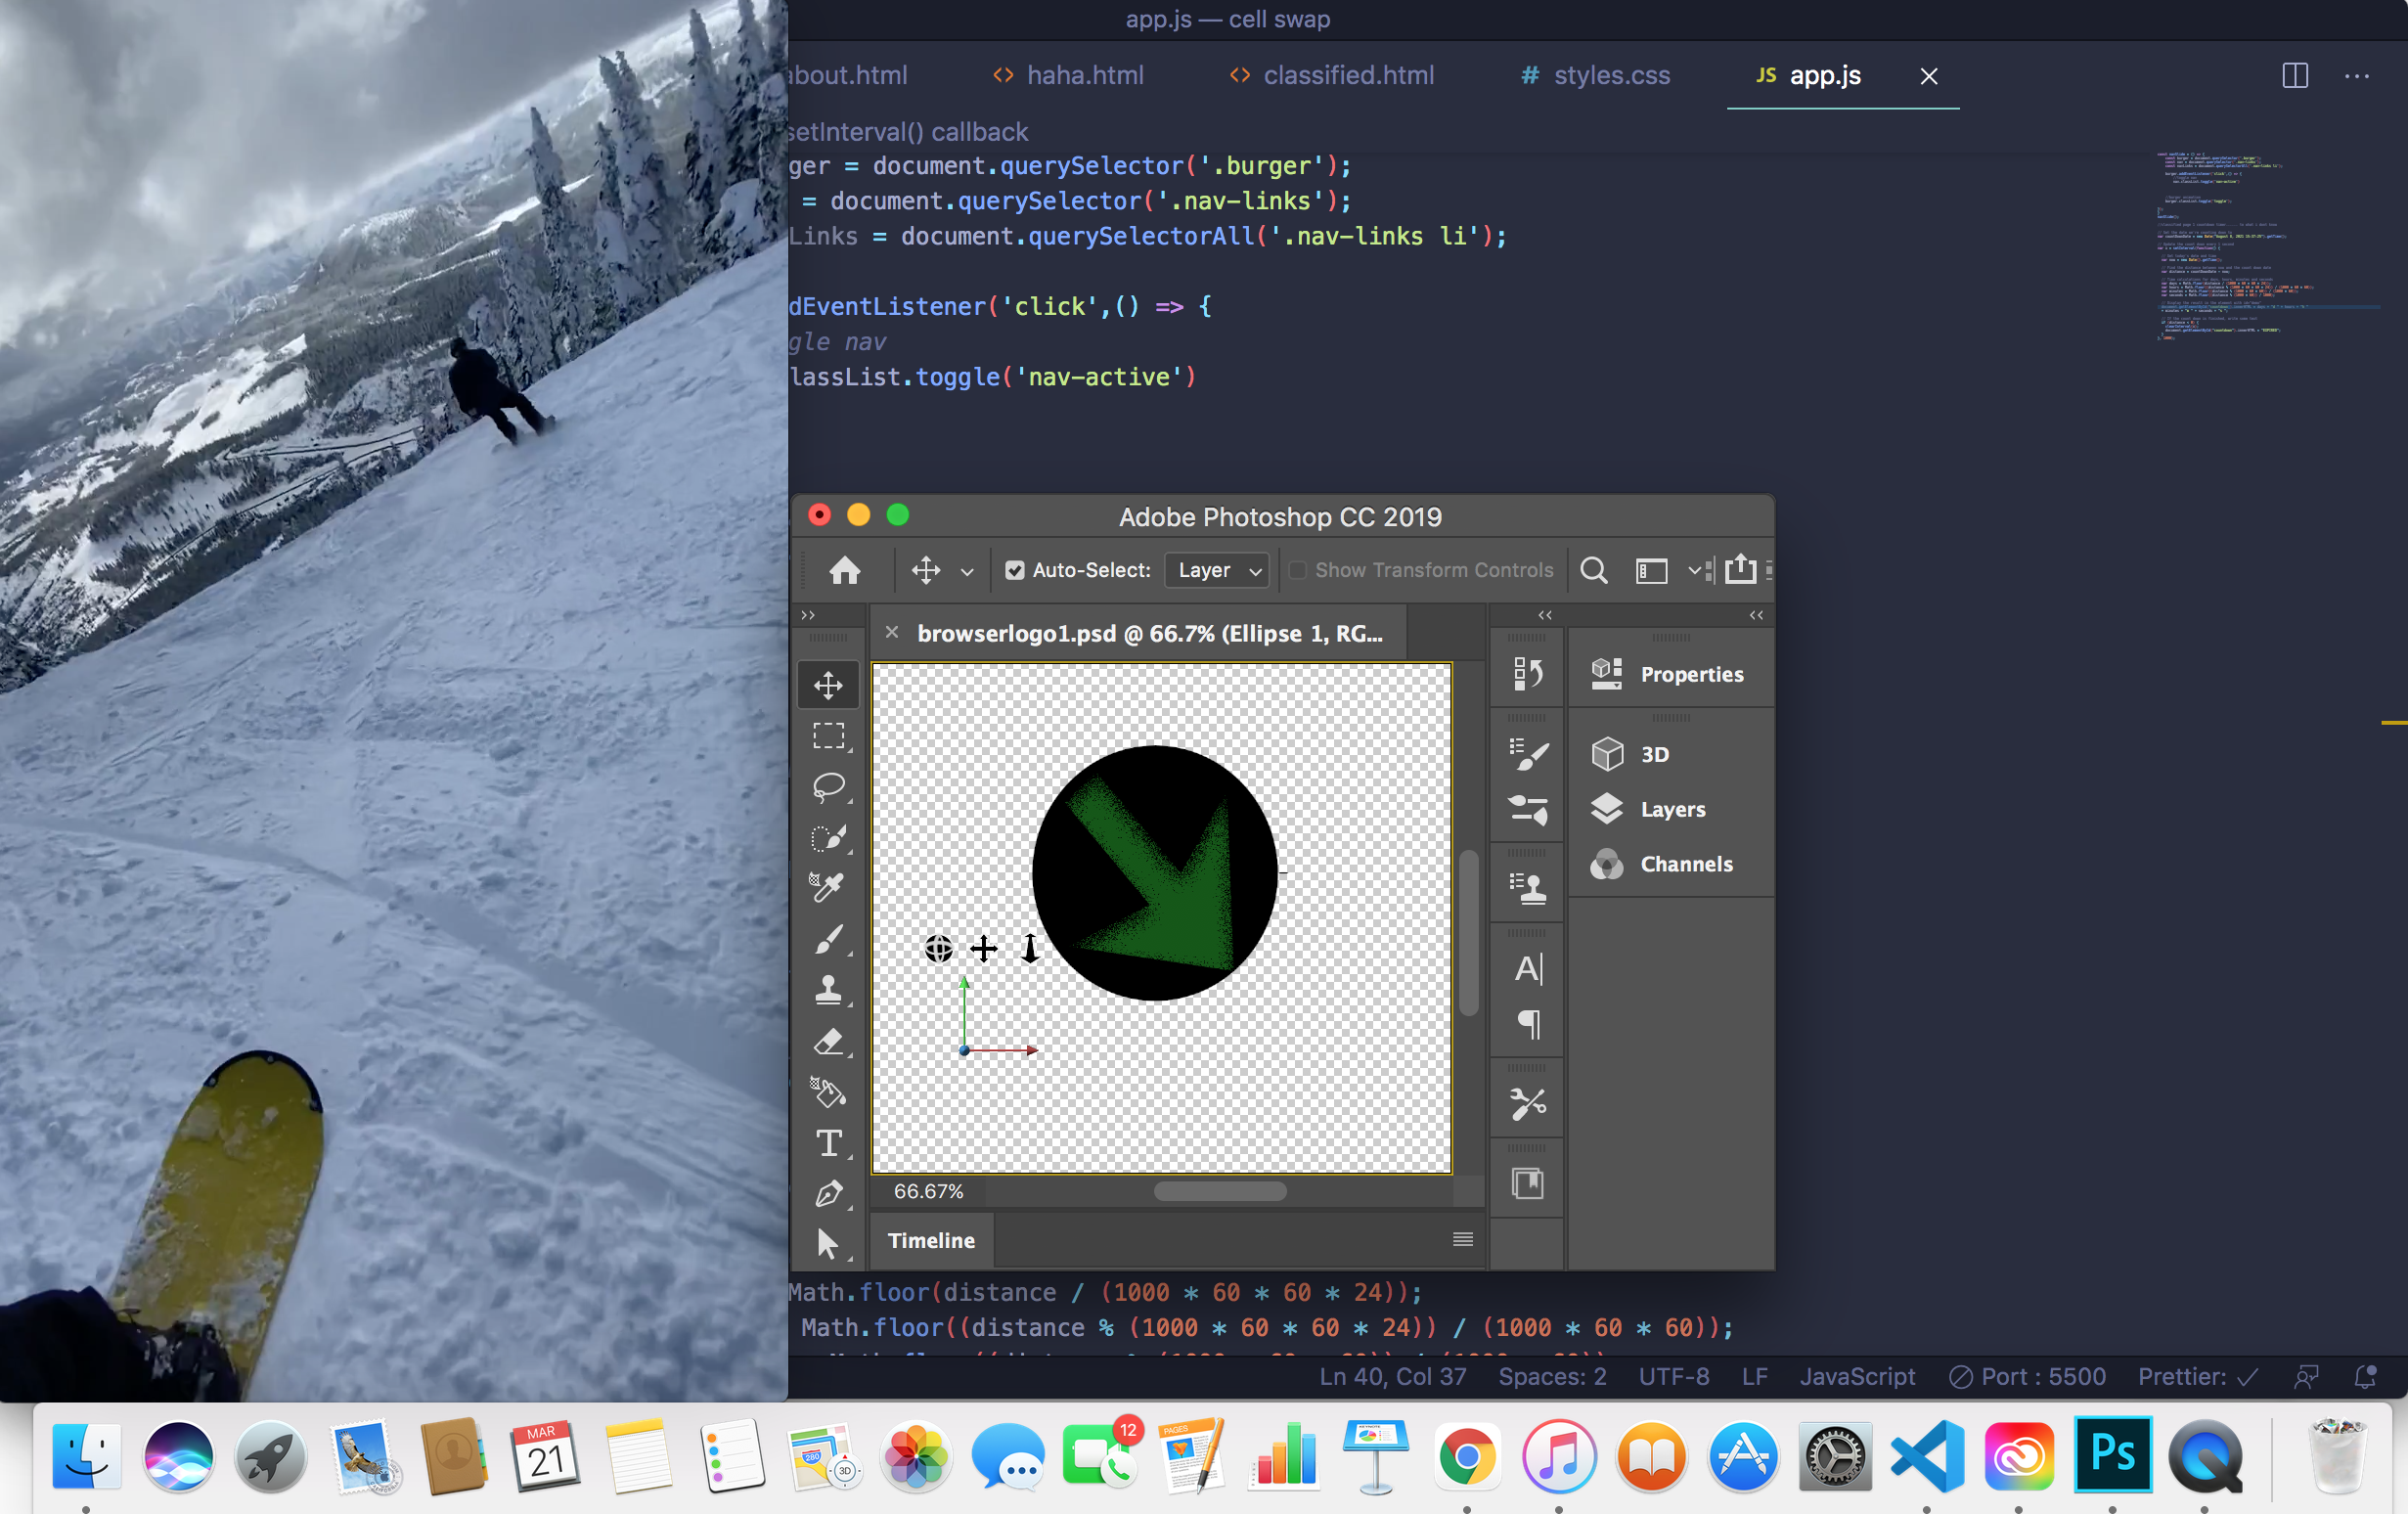 app.js — cell swap
about.html
haha.html
classified.html
# styles.css
JS app.js
setInterval() callback
ger = document.querySelector('.burger');
= document.querySelector('.nav-links');
Links = document.querySelectorAll('.nav-links li');
dEventListener('click',() => {
gle nav
lassList.toggle('nav-active')
Adobe Photoshop CC 2019
Auto-Select: Layer Show Transform Controls
browserlogo1.psd @ 66.7% (Ellipse 1, RG...
Properties
3D
Layers
Channels
66.67%
Timeline
Math.floor(distance / (1000 * 60 * 60 * 24));
Math.floor((distance % (1000 * 60 * 60 * 24)) / (1000 * 60 * 60));
Ln 40, Col 37 Spaces: 2 UTF-8 LF JavaScript Port : 5500 Prettier: ✓
MAR
21
280
3D
12
PAGES
KEYNOTE
Ps